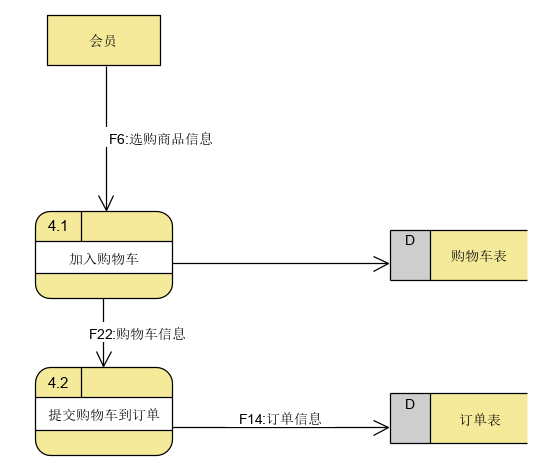 会员
F6:选购商品信息
4.1
加入购物车
D
购物车表
F22:购物车信息
4.2
提交购物车到订单
F14:订单信息
D
订单表